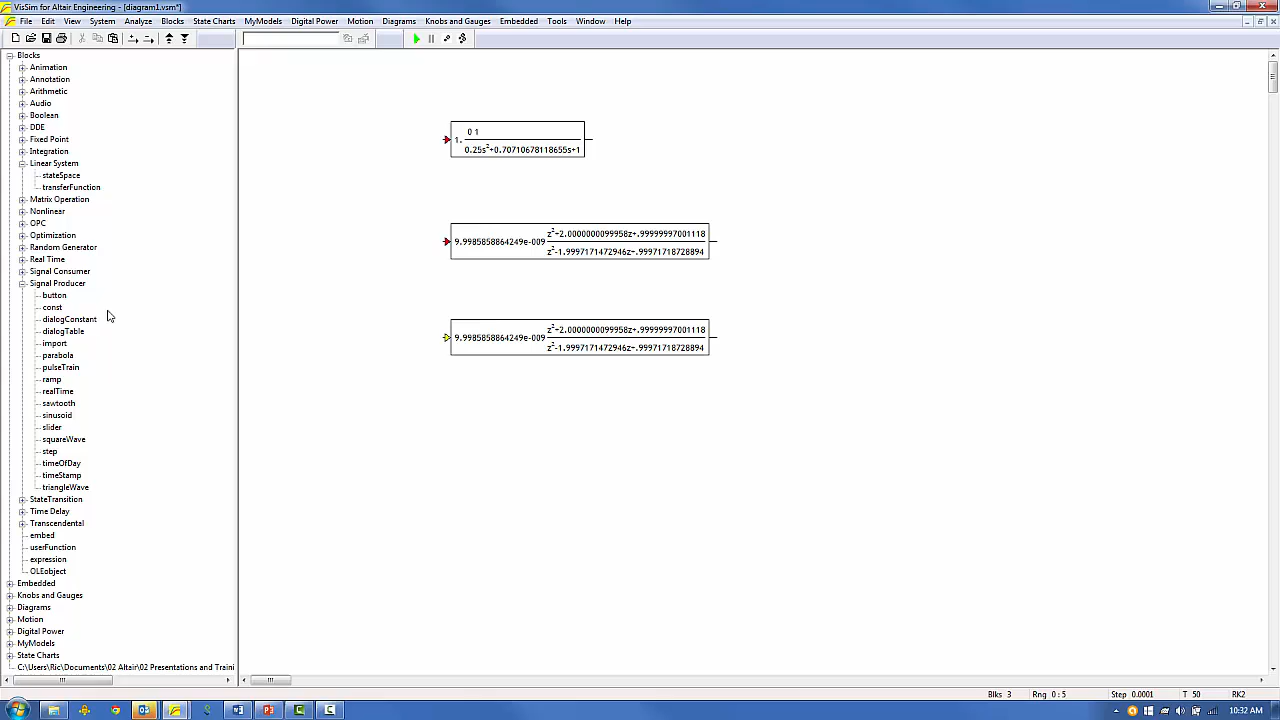 VisSim for Altair Engineering - [diagram1.vsm*]
File Edit View System Analyze Blocks State Charts MyModels Digital Power Motion Diagrams Knobs and Gauges Embedded Tools Window Help
Blocks
Animation
Annotation
Arithmetic
Audio
Boolean
DDE
Fixed Point
Integration
Linear System
stateSpace
transferFunction
Matrix Operation
Nonlinear
OPC
Optimization
Random Generator
Real Time
Signal Consumer
Signal Producer
button
const
dialogConstant
dialogTable
import
parabola
pulseTrain
ramp
realTime
sawtooth
sinusoid
slider
squareWave
step
timeOfDay
timeStamp
triangleWave
StateTransition
Time Delay
Transcendental
embed
userFunction
expression
OLEobject
Embedded
Knobs and Gauges
Diagrams
Motion
Digital Power
MyModels
State Charts
C:\Users\Ric\Documents\02 Altair\02 Presentations and Traini
0 1
1.
0.25s²+0.70710678118655s+1
z²-2.0000000099958z+.99999997001118
9.9985858864249e-009
z²-1.9997171472946z+.99971718728894
z²-2.0000000099958z+.99999997001118
9.9985858864249e-009
z²-1.9997171472946z+.99971718728894
Blks 3 Rng 0 : 5 Step 0.0001 T 50 RK2
10:32 AM